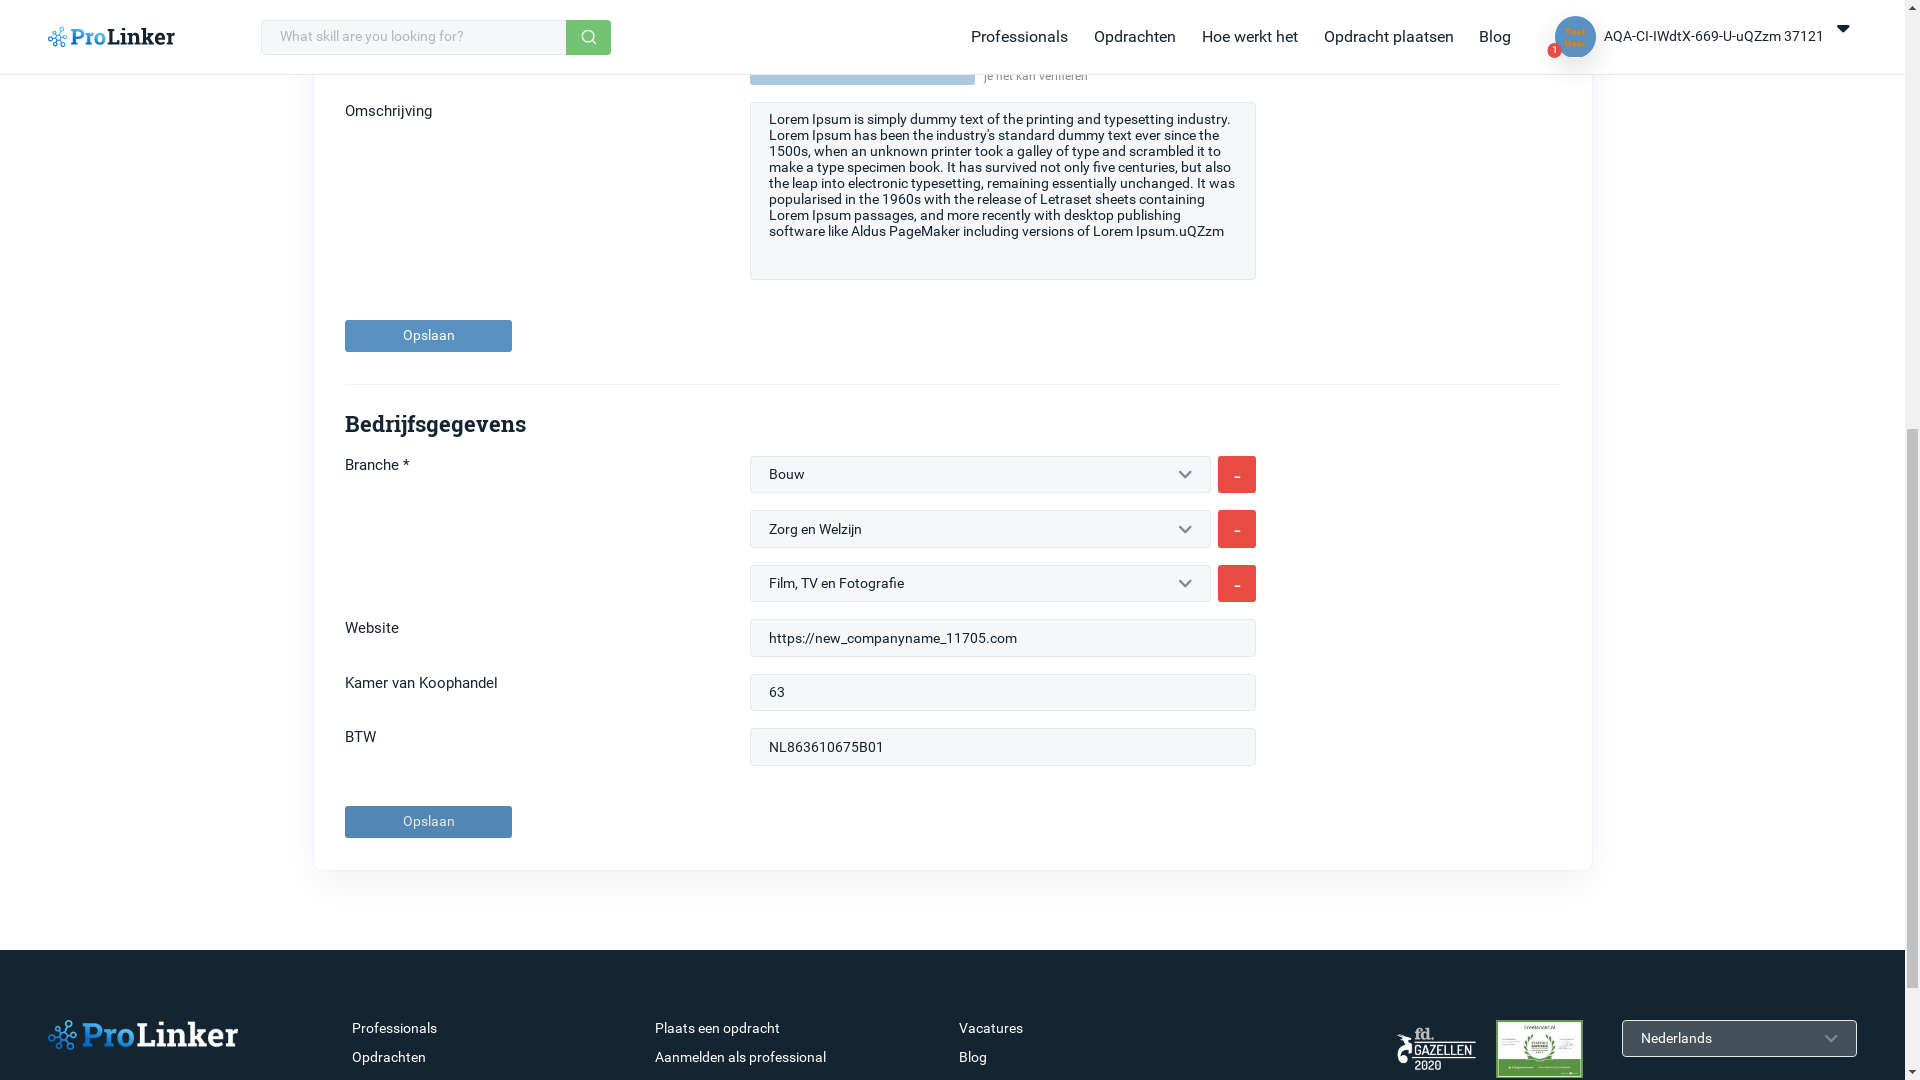 ProLinker
What skill are you looking for?
Professionals
Opdrachten
Hoe werkt het
Opdracht plaatsen
Blog
1
AQA-CI-IWdtX-669-U-uQZzm 37121
je het kan verifiëren
Omschrijving
Lorem Ipsum is simply dummy text of the printing and typesetting industry.
Lorem Ipsum has been the industry's standard dummy text ever since the
1500s, when an unknown printer took a galley of type and scrambled it to
make a type specimen book. It has survived not only five centuries, but also
the leap into electronic typesetting, remaining essentially unchanged. It was
popularised in the 1960s with the release of Letraset sheets containing
Lorem Ipsum passages, and more recently with desktop publishing
software like Aldus PageMaker including versions of Lorem Ipsum.uQZzm
Opslaan
Bedrijfsgegevens
Branche *
Bouw
-
Zorg en Welzijn
-
Film, TV en Fotografie
-
Website
https://new_companyname_11705.com
Kamer van Koophandel
63
BTW
NL863610675B01
Opslaan
ProLinker
Professionals
Opdrachten
Plaats een opdracht
Aanmelden als professional
Vacatures
Blog
fd.
GAZELLEN
2020
Freelancer.nl
Nederlands